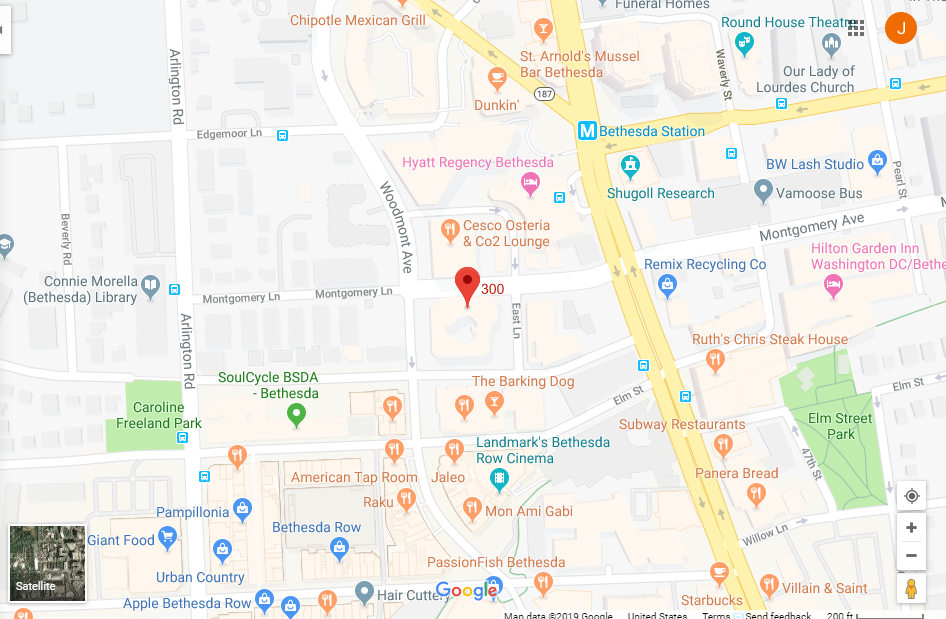 Funeral Homes
Chipotle Mexican Grill
Round House Theatre
J
St. Arnold's Mussel
Bar Bethesda
Our Lady of
Lourdes Church
Waverly St
Arlington Rd
Dunkin'
187
Edgemoor Ln
M
Bethesda Station
Hyatt Regency Bethesda
BW Lash Studio
Shugoll Research
Vamoose Bus
Pearl St
Woodmont Ave
Beverly Rd
Cesco Osteria
& Co2 Lounge
Montgomery Ave
Hilton Garden Inn
Washington DC/Bethe
Remix Recycling Co
Connie Morella
(Bethesda) Library
Montgomery Ln
Montgomery Ln
300
East Ln
Arlington Rd
Ruth's Chris Steak House
SoulCycle BSDA
- Bethesda
The Barking Dog
Elm St
Elm St
Caroline
Freeland Park
Elm Street
Park
Subway Restaurants
Landmark's Bethesda
Row Cinema
47th St
American Tap Room
Jaleo
Panera Bread
Raku
Mon Ami Gabi
Pampillonia
Bethesda Row
Giant Food
Willow Ln
Urban Country
PassionFish Bethesda
Satellite
Google
Hair Cuttery
Villain & Saint
Starbucks
Apple Bethesda Row
Map data ©2019 Google United States Terms Send feedback 200 ft